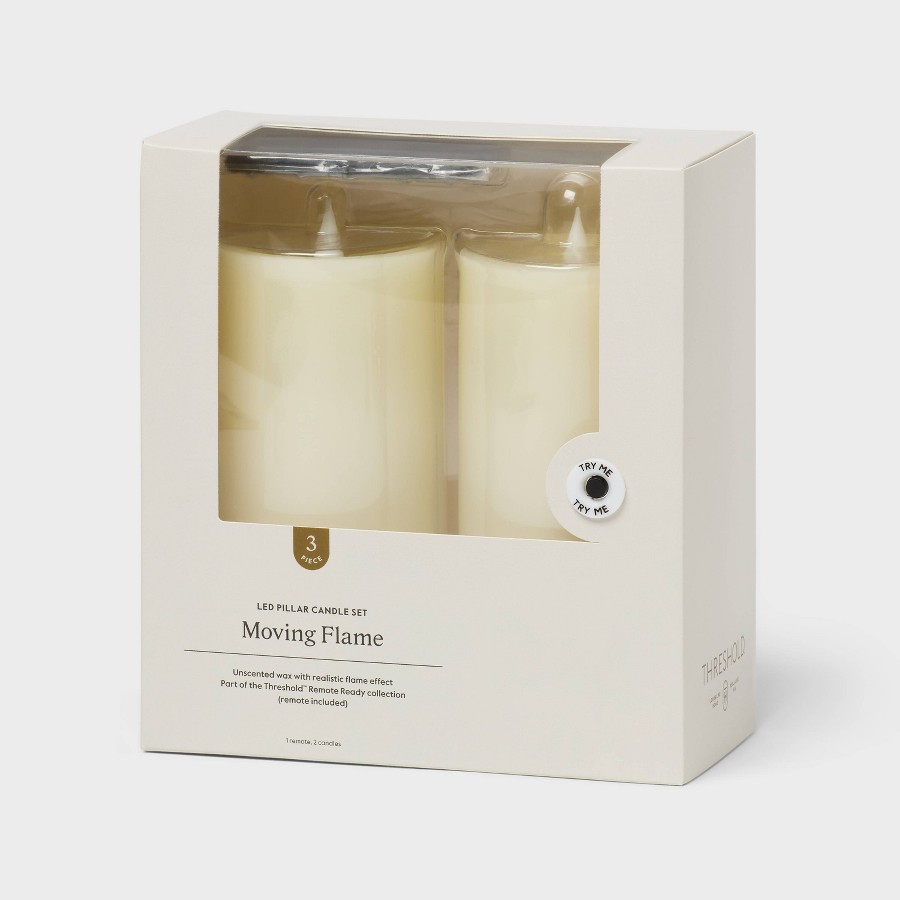 TRY ME
TRY ME
3
PIECE
LED PILLAR CANDLE SET
Moving Flame
Unscented wax with realistic flame effect
Part of the Threshold™ Remote Ready collection
(remote included)
1 remote, 2 candles
THRESHOLD